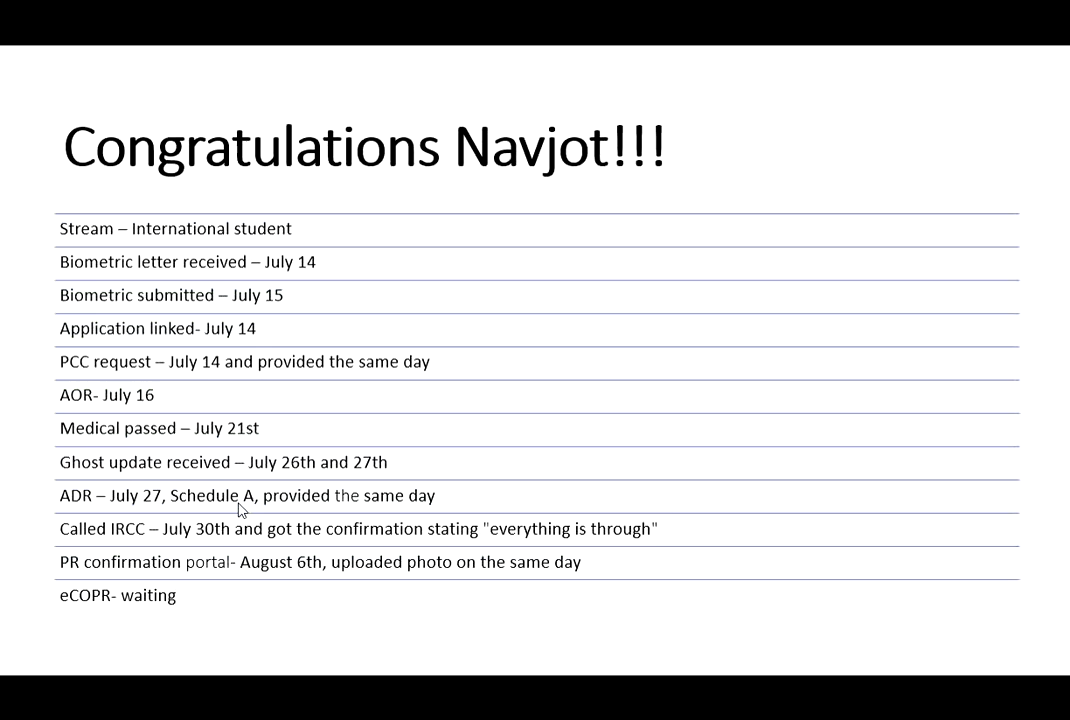 Congratulations Navjot!!!
Stream – International student
Biometric letter received – July 14
Biometric submitted – July 15
Application linked- July 14
PCC request – July 14 and provided the same day
AOR- July 16
Medical passed – July 21st
Ghost update received – July 26th and 27th
ADR – July 27, Schedule A, provided the same day
Called IRCC – July 30th and got the confirmation stating "everything is through"
PR confirmation portal- August 6th, uploaded photo on the same day
eCOPR- waiting